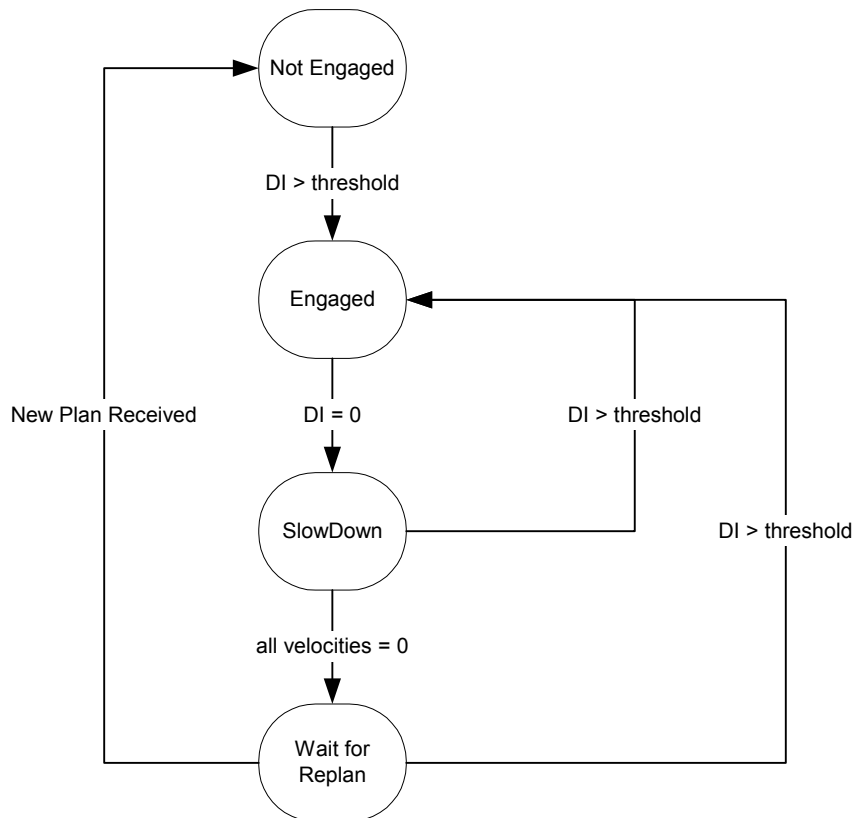 Not Engaged
DI > threshold
Engaged
New Plan Received
DI = 0
DI > threshold
SlowDown
DI > threshold
all velocities = 0
Wait for
Replan